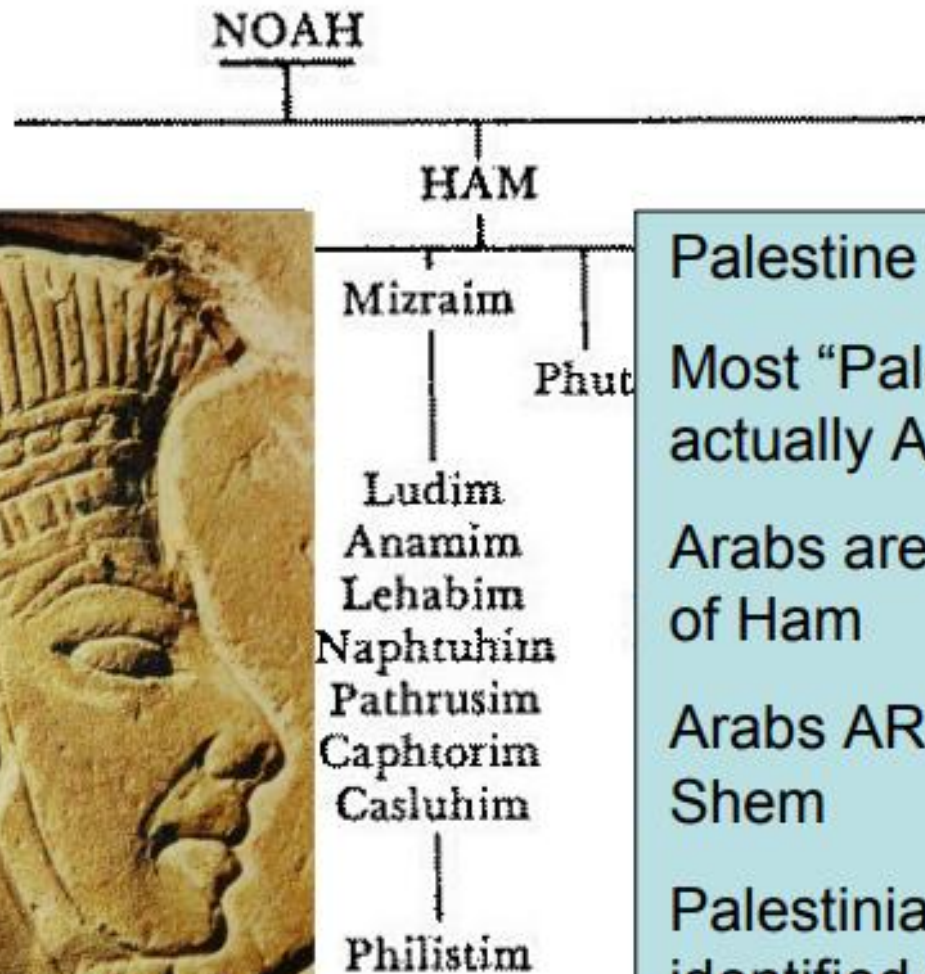 NOAH
HAM
Mizraim
Phut
Ludim
Anamim
Lehabim
Naphtuhim
Pathrusim
Caphtorim
Casluhim
Philistim
Palestine
Most “Pal
actually A
Arabs are
of Ham
Arabs AR
Shem
Palestinia
identified